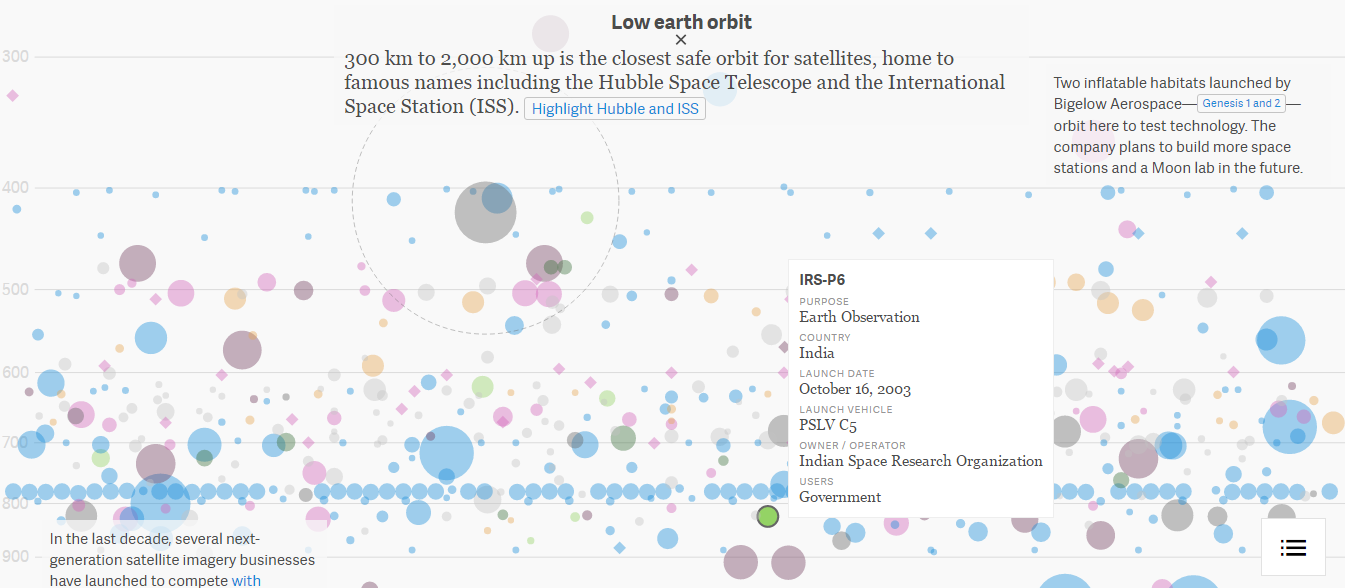 Low earth orbit
×
300 km to 2,000 km up is the closest safe orbit for satellites, home to
famous names including the Hubble Space Telescope and the International
Space Station (ISS). Highlight Hubble and ISS
Two inflatable habitats launched by
Bigelow Aerospace—Genesis 1 and 2—
orbit here to test technology. The
company plans to build more space
stations and a Moon lab in the future.
300
400
500
600
700
800
900
IRS-P6
PURPOSE
Earth Observation
COUNTRY
India
LAUNCH DATE
October 16, 2003
LAUNCH VEHICLE
PSLV C5
OWNER / OPERATOR
Indian Space Research Organization
USERS
Government
In the last decade, several next-
generation satellite imagery businesses
have launched to compete with